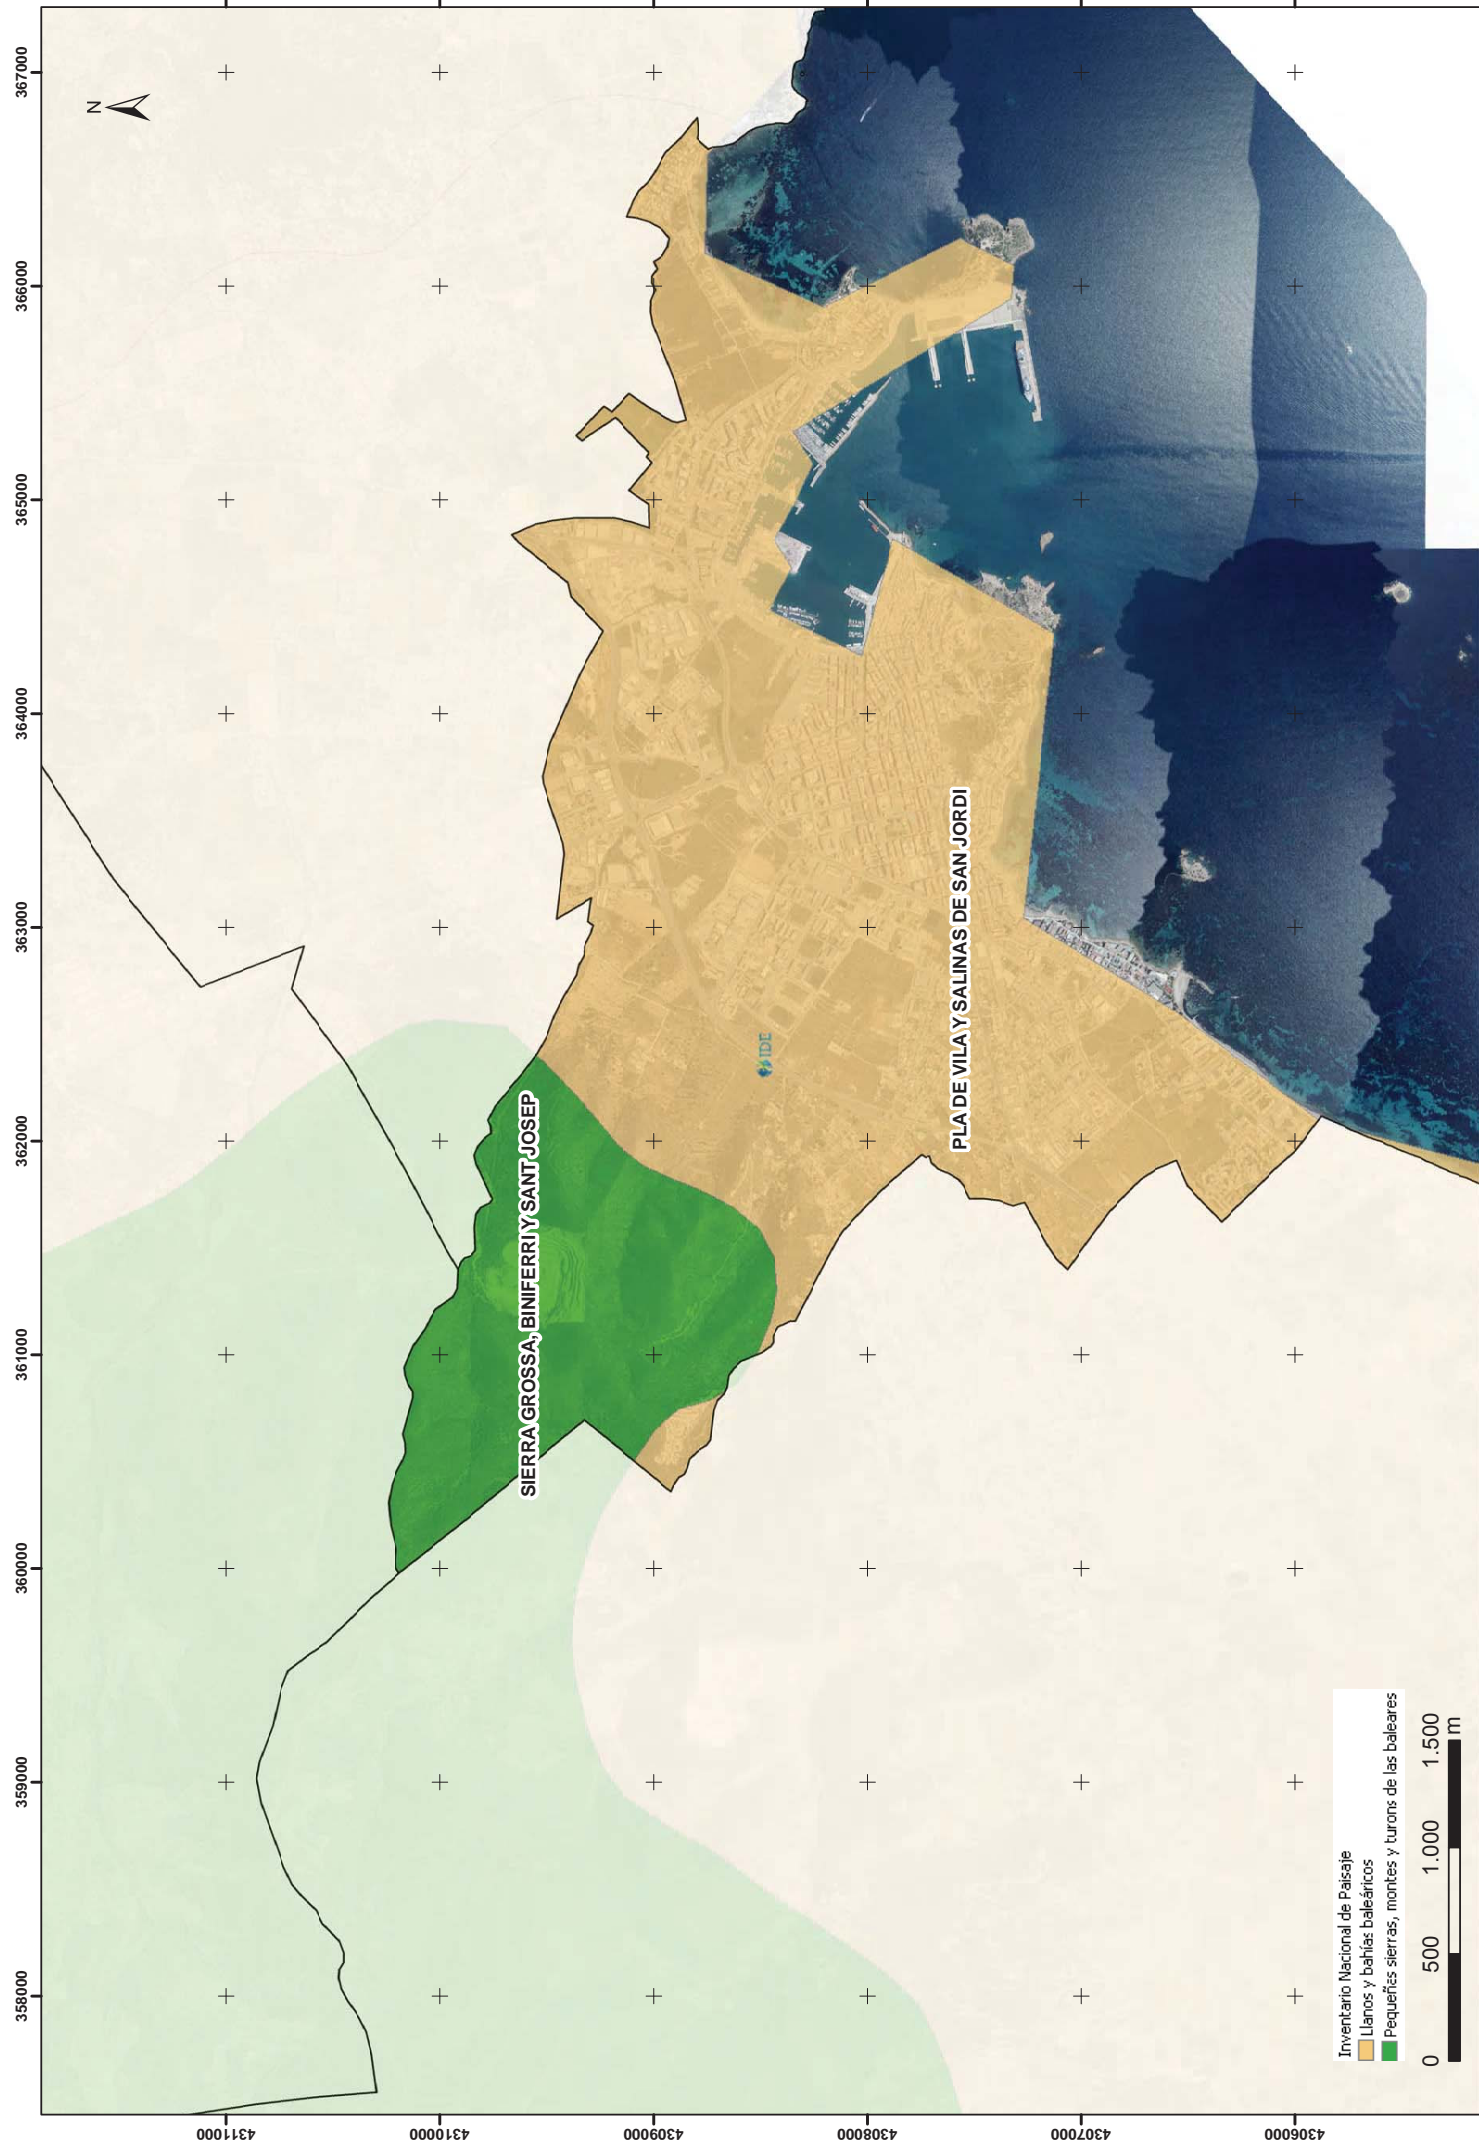 N
367000
366000
365000
364000
363000
362000
361000
360000
359000
358000
4311000
4310000
4309000
4308000
4307000
4306000
SIERRA GROSSA, BINIFERRI Y SANT JOSEP
PLA DE VILA Y SALINAS DE SAN JORDI
IDE
Inventario Nacional de Paisaje
Llanos y bahías baleáricos
Pequeñas sierras, montes y turons de las baleares
0 500 1.000 1.500
m